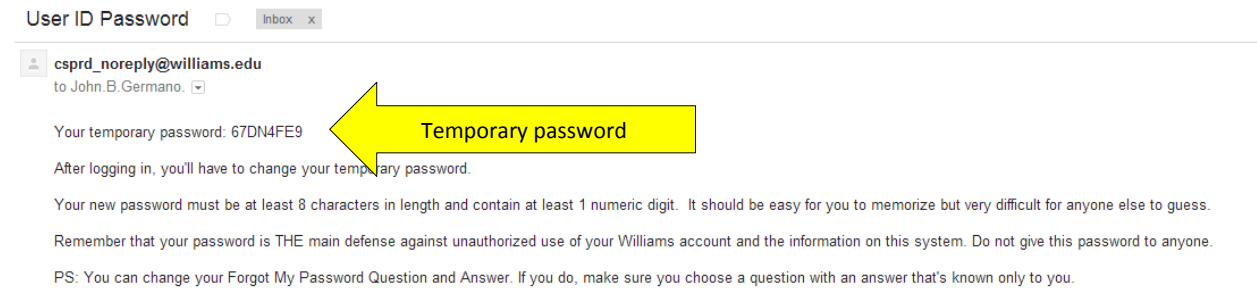 User ID Password Inbox x
csprd_noreply@williams.edu
to John.B.Germano.
Your temporary password: 67DN4FE9
Temporary password
After logging in, you'll have to change your temporary password.
Your new password must be at least 8 characters in length and contain at least 1 numeric digit.  It should be easy for you to memorize but very difficult for anyone else to guess.
Remember that your password is THE main defense against unauthorized use of your Williams account and the information on this system. Do not give this password to anyone.
PS: You can change your Forgot My Password Question and Answer. If you do, make sure you choose a question with an answer that's known only to you.